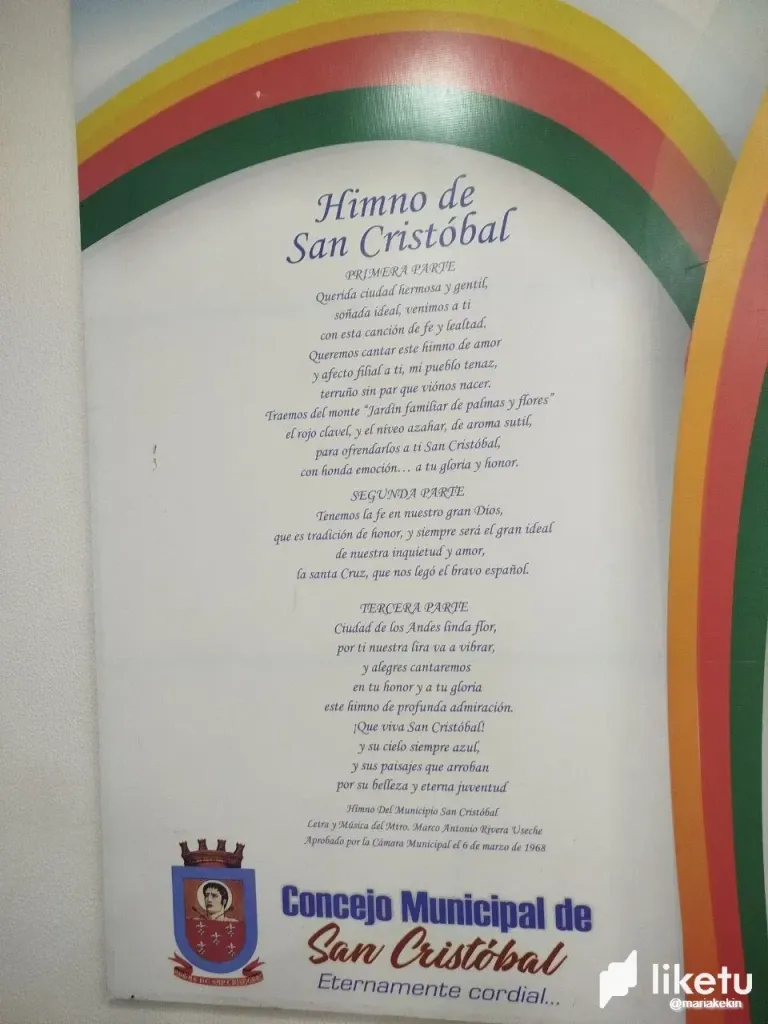 Himno de
San Cristóbal
PRIMERA PARTE
Querida ciudad hermosa y gentil,
soñada ideal, venimos a ti
con esta canción de fe y lealtad.
Queremos cantar este himno de amor
y afecto filial a ti, mi pueblo tenaz,
terruño sin par que viónos nacer.
Traemos del monte “Jardín familiar de palmas y flores”
el rojo clavel, y el níveo azahar, de aroma sutil,
para ofrendarlos a ti San Cristóbal,
con honda emoción... a tu gloria y honor.
SEGUNDA PARTE
Tenemos la fe en nuestro gran Dios,
que es tradición de honor, y siempre será el gran ideal
de nuestra inquietud y amor,
la santa Cruz, que nos legó el bravo español.
TERCERA PARTE
Ciudad de los Andes linda flor,
por ti nuestra lira va a vibrar,
y alegres cantaremos
en tu honor y a tu gloria
este himno de profunda admiración.
¡Que viva San Cristóbal!
y su cielo siempre azul,
y sus paisajes que arroban
por su belleza y eterna juventud
Himno Del Municipio San Cristóbal
Letra y Música del Mtro. Marco Antonio Rivera Useche
Aprobado por la Cámara Municipal el 6 de marzo de 1968
Concejo Municipal de
San Cristóbal
Eternamente cordial...
liketu
@mariakekin